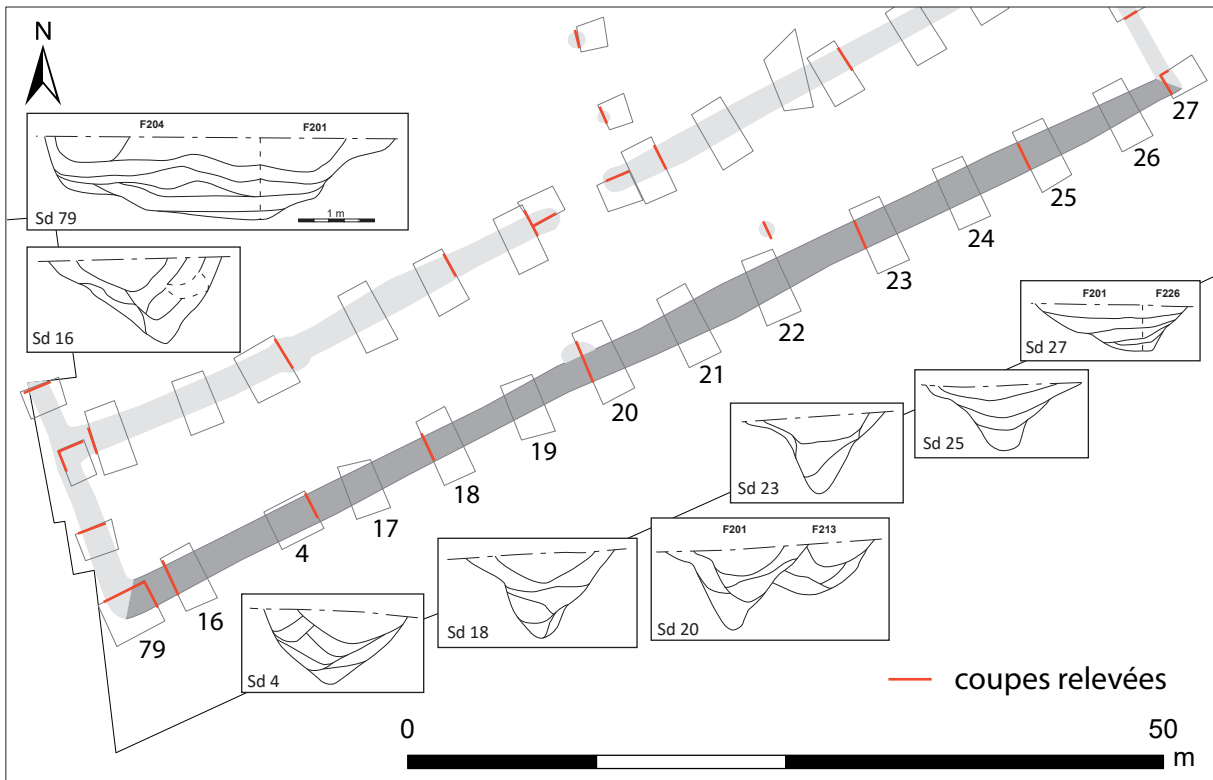 N
27
F204
F201
26
1 m
Sd 79
25
24
23
Sd 16
22
F201
F226
Sd 27
21
20
19
Sd 25
18
Sd 23
17
F201
F213
4
16
Sd 18
Sd 20
79
Sd 4
coupes relevées
0
50
m